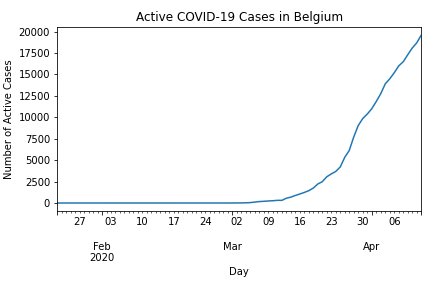 Active COVID-19 Cases in Belgium
20000
17500
15000
12500
10000
7500
5000
2500
0
Number of Active Cases
27 03 10 17 24 02 09 16 23 30 06
Feb Mar Apr
2020
Day